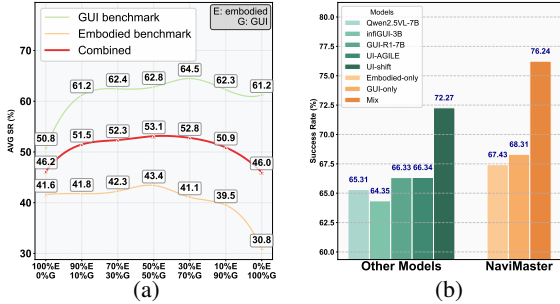 (a)
E: embodied
G: GUI
GUI benchmark
Embodied benchmark
Combined
AVG SR (%)
70
60
50
40
30
50.8
61.2
62.4
62.8
64.5
62.3
61.2
46.2
51.5
52.3
53.1
52.8
50.9
46.0
41.6
41.8
42.3
43.4
41.1
39.5
30.8
100%E 90%E 70%E 50%E 30%E 10%E 0%E
0%G 10%G 30%G 50%G 70%G 90%G 100%G
(a)
(b)
Models
Qwen2.5VL-7B
infiGUI-3B
GUI-R1-7B
UI-AGILE
UI-shift
Embodied-only
GUI-only
Mix
Success Rate (%)
80.0
77.5
75.0
72.5
70.0
67.5
65.0
62.5
60.0
65.31
64.35
66.33
66.34
72.27
67.43
68.31
76.24
Other Models
NaviMaster
(b)